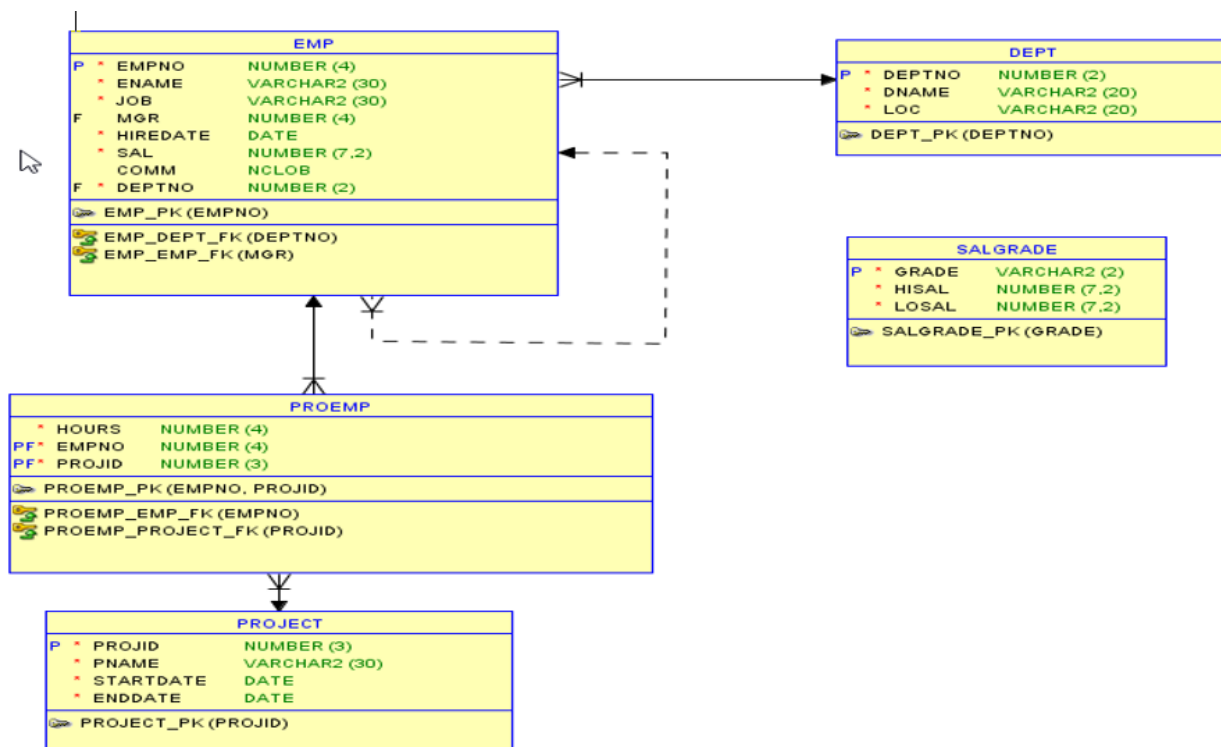 EMP
P * EMPNO NUMBER (4)
* ENAME VARCHAR2 (30)
* JOB VARCHAR2 (30)
F MGR NUMBER (4)
* HIREDATE DATE
* SAL NUMBER (7,2)
COMM NCLOB
F * DEPTNO NUMBER (2)
EMP_PK (EMPNO)
EMP_DEPT_FK (DEPTNO)
EMP_EMP_FK (MGR)
DEPT
P * DEPTNO NUMBER (2)
* DNAME VARCHAR2 (20)
* LOC VARCHAR2 (20)
DEPT_PK (DEPTNO)
SALGRADE
P * GRADE VARCHAR2 (2)
* HISAL NUMBER (7,2)
* LOSAL NUMBER (7,2)
SALGRADE_PK (GRADE)
PROEMP
* HOURS NUMBER (4)
PF* EMPNO NUMBER (4)
PF* PROJID NUMBER (3)
PROEMP_PK (EMPNO, PROJID)
PROEMP_EMP_FK (EMPNO)
PROEMP_PROJECT_FK (PROJID)
PROJECT
P * PROJID NUMBER (3)
* PNAME VARCHAR2 (30)
* STARTDATE DATE
* ENDDATE DATE
PROJECT_PK (PROJID)